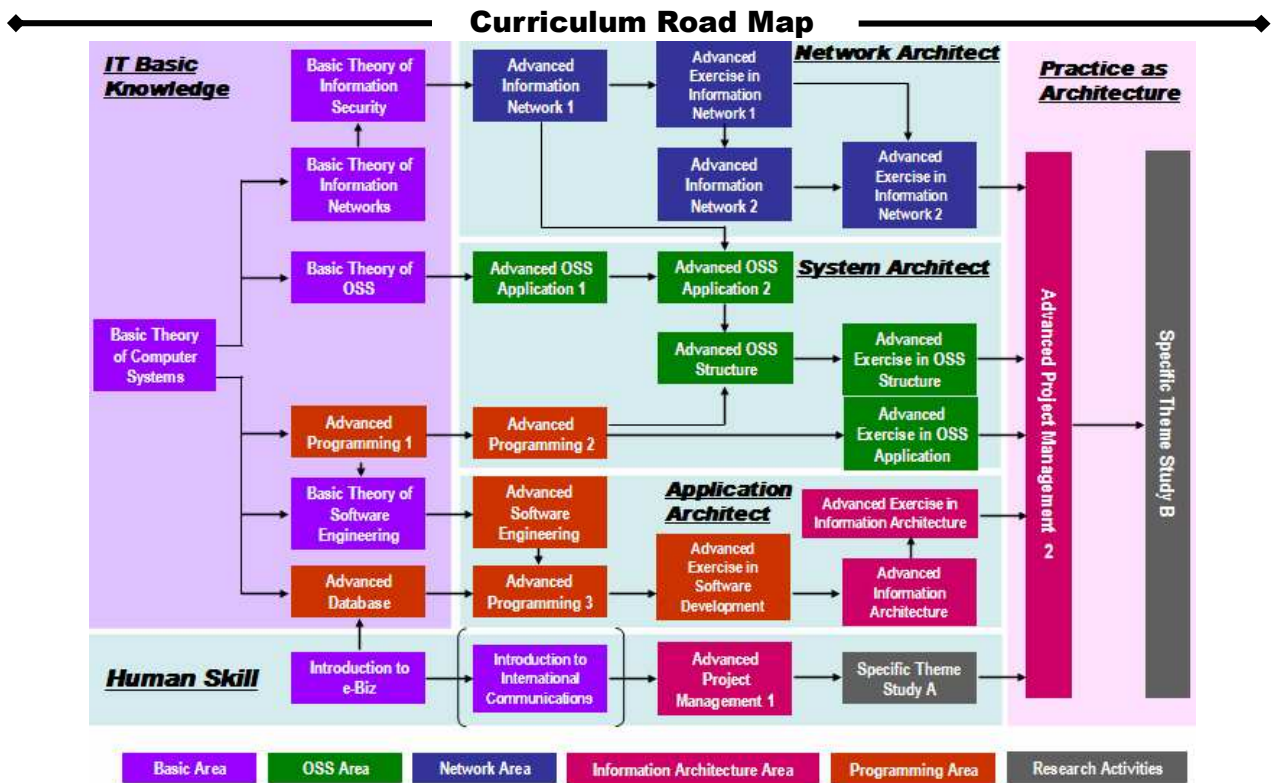 Curriculum Road Map
IT Basic
Knowledge
Basic Theory of
Information
Security
Advanced
Information
Network 1
Advanced
Exercise in
Information
Network 1
Network Architect
Practice as
Architecture
Basic Theory of
Information
Networks
Advanced
Information
Network 2
Advanced
Exercise in
Information
Network 2
Basic Theory of
OSS
Advanced OSS
Application 1
Advanced OSS
Application 2
System Architect
Basic Theory
of Computer
Systems
Advanced OSS
Structure
Advanced
Exercise in OSS
Structure
Advanced
Programming 1
Advanced
Programming 2
Advanced
Exercise in OSS
Application
Basic Theory of
Software
Engineering
Advanced
Software
Engineering
Application
Architect
Advanced Exercise in
Information Architecture
Advanced
Database
Advanced
Programming 3
Advanced
Exercise in
Software
Development
Advanced
Information
Architecture
Human Skill
Introduction to
e-Biz
Introduction to
International
Communications
Advanced
Project
Management 1
Specific Theme
Study A
Advanced Project Management 2
Specific Theme Study B
Basic Area
OSS Area
Network Area
Information Architecture Area
Programming Area
Research Activities